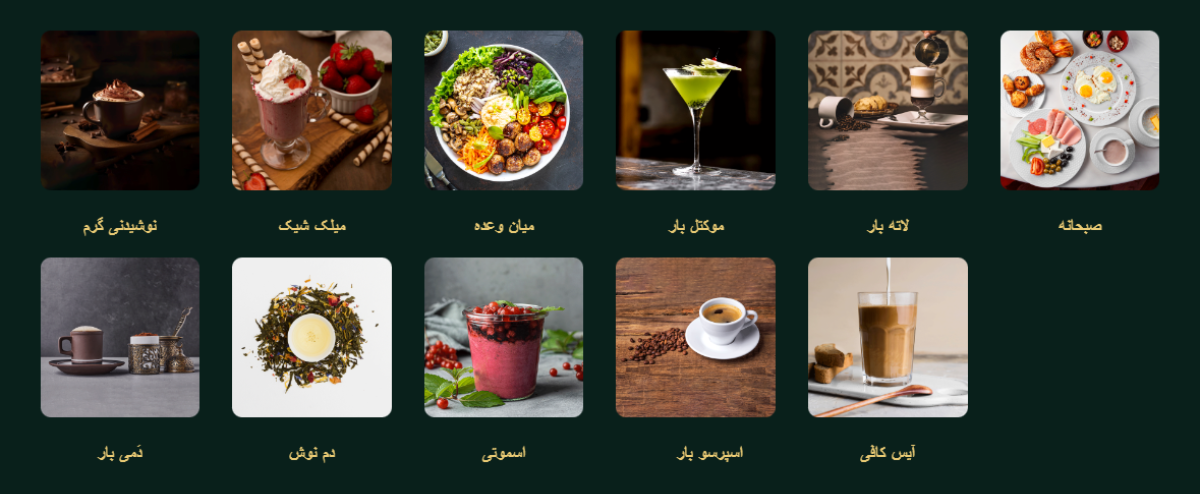 صبحانه
لاته بار
موکتل بار
میان وعده
میلک شیک
نوشیدنی گرم
آیس کافی
اسپرسو بار
اسموتی
دم نوش
دَمی بار